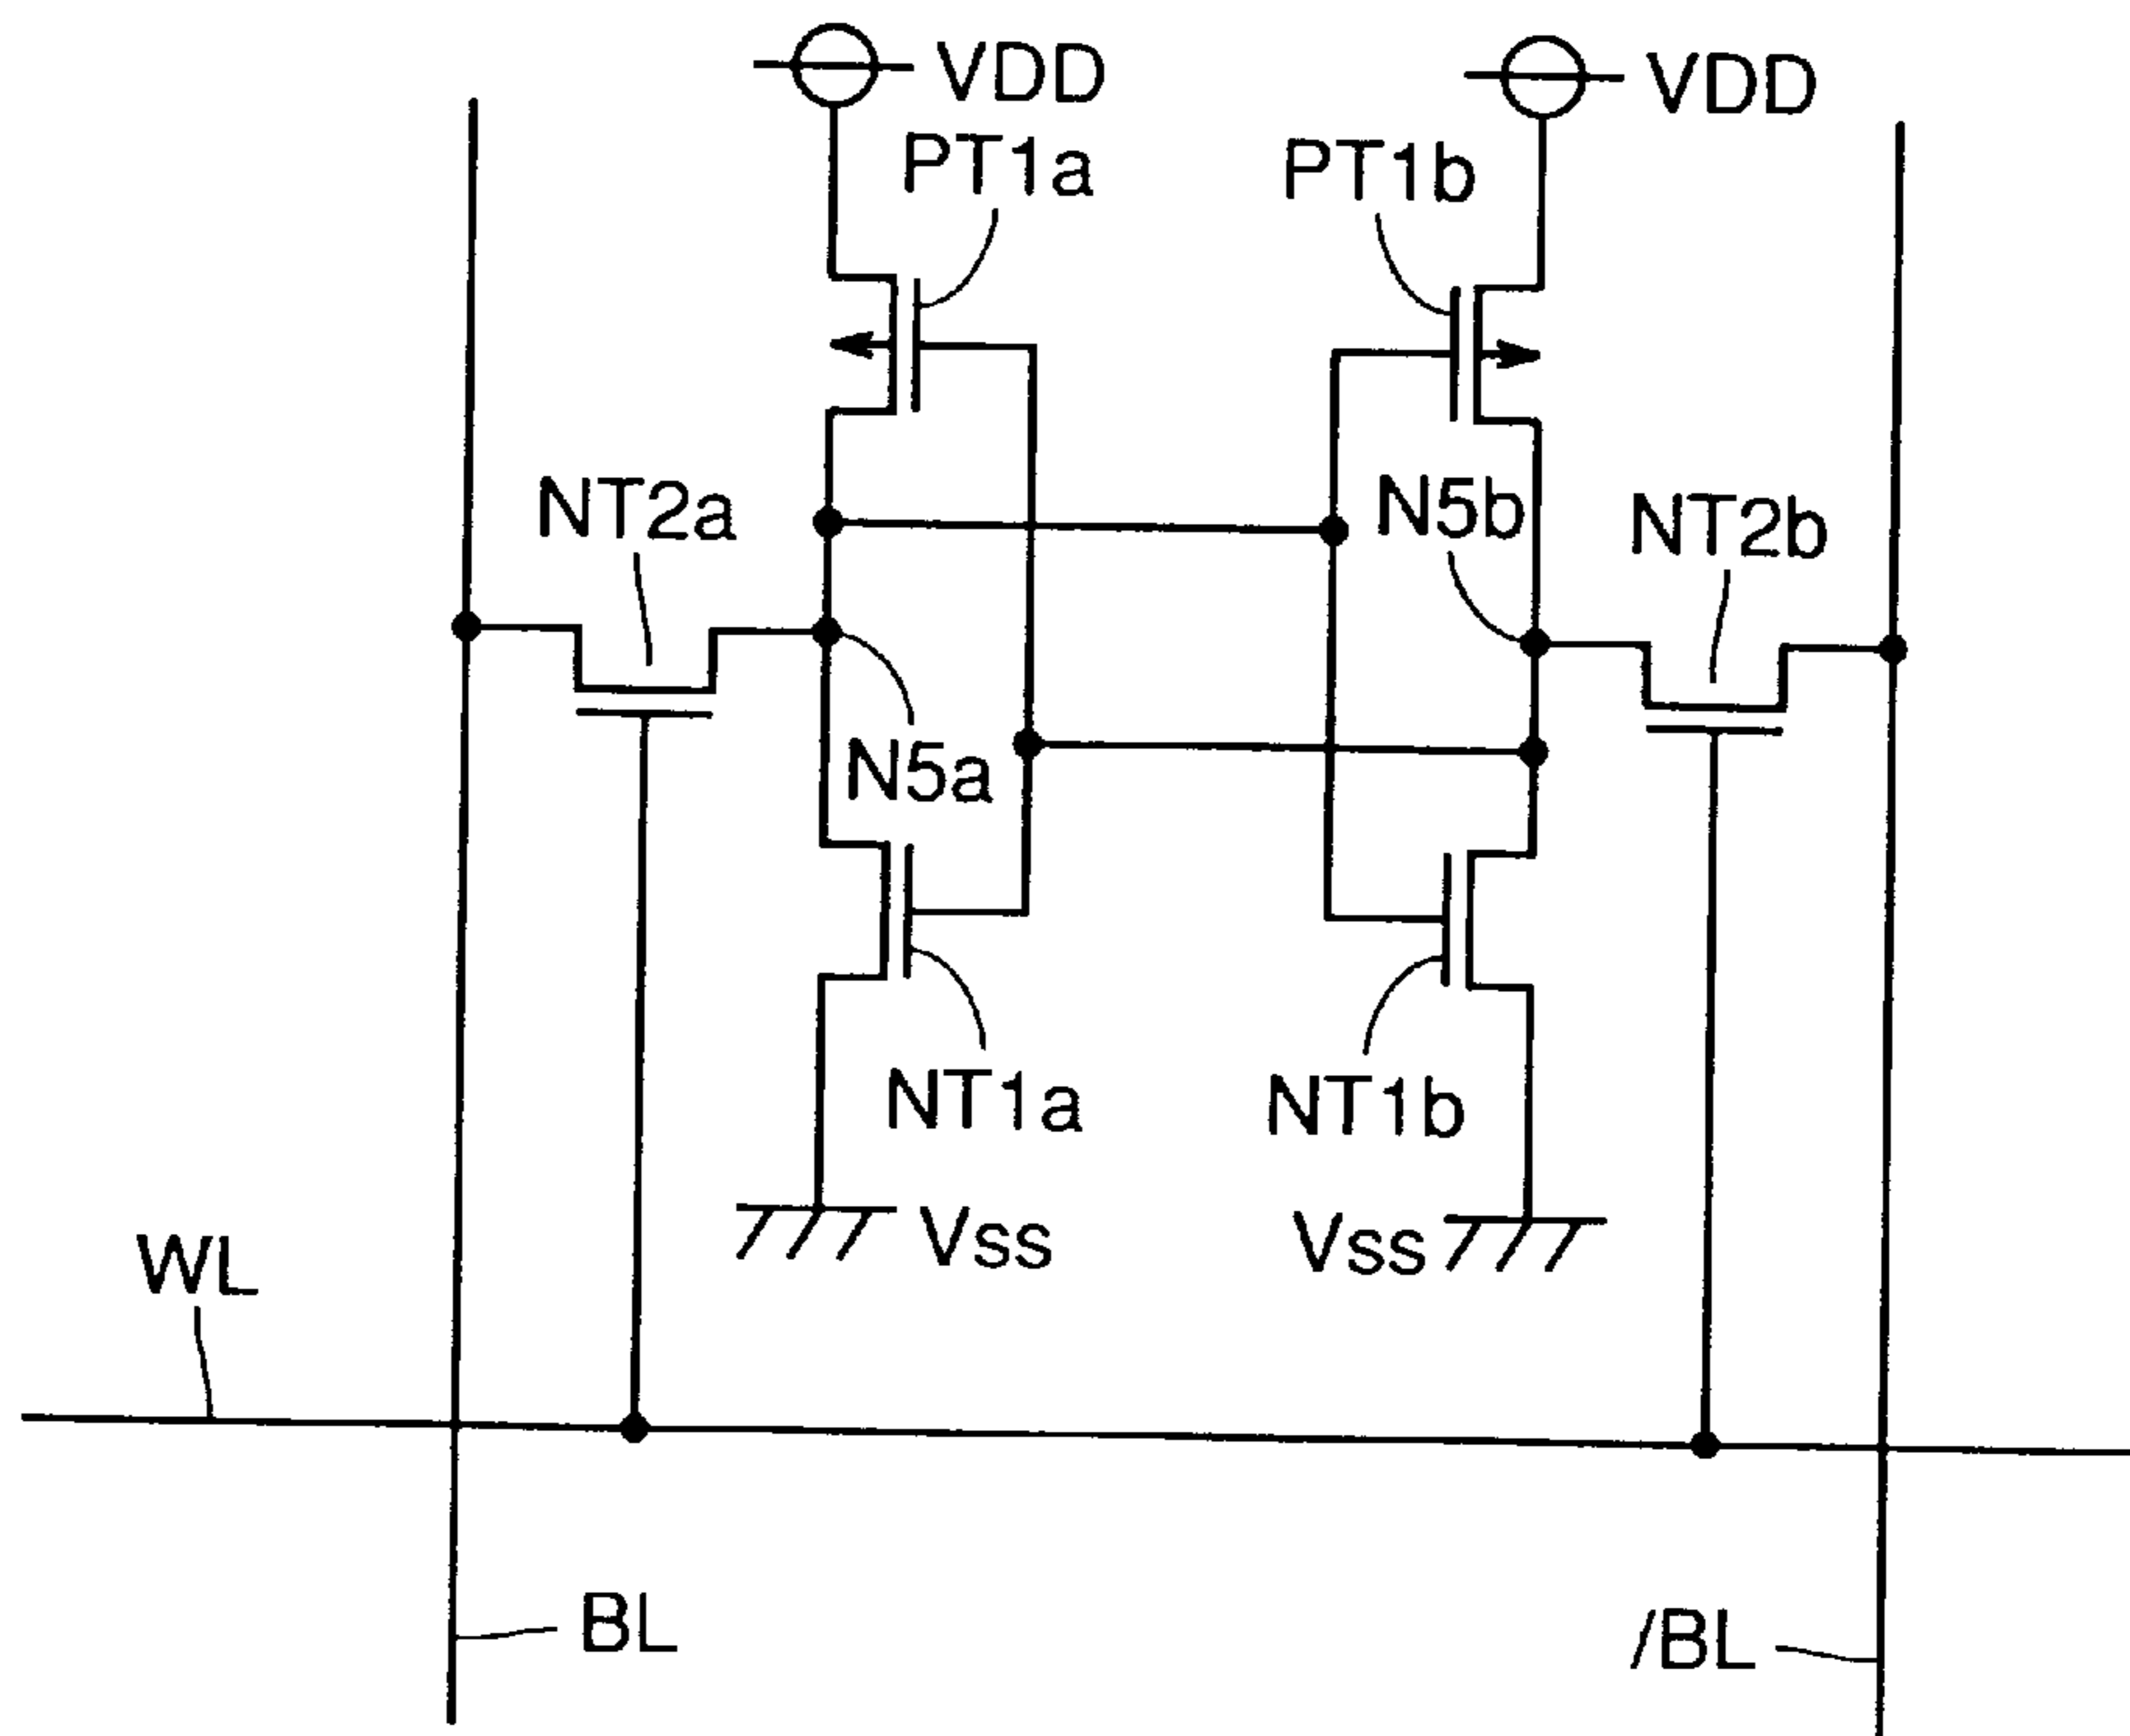 VDD
VDD
PT1a
PT1b
NT2a
N5b
NT2b
N5a
NT1a
NT1b
Vss
Vss
WL
BL
/BL